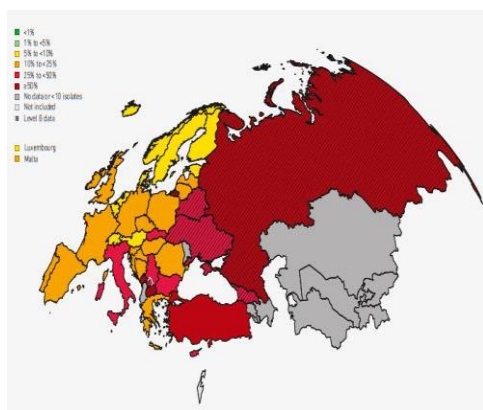 <1%
1% to <5%
5% to <10%
10% to <25%
25% to <50%
≥50%
No data or <10 isolates
Not included
Level B data
Luxembourg
Malta